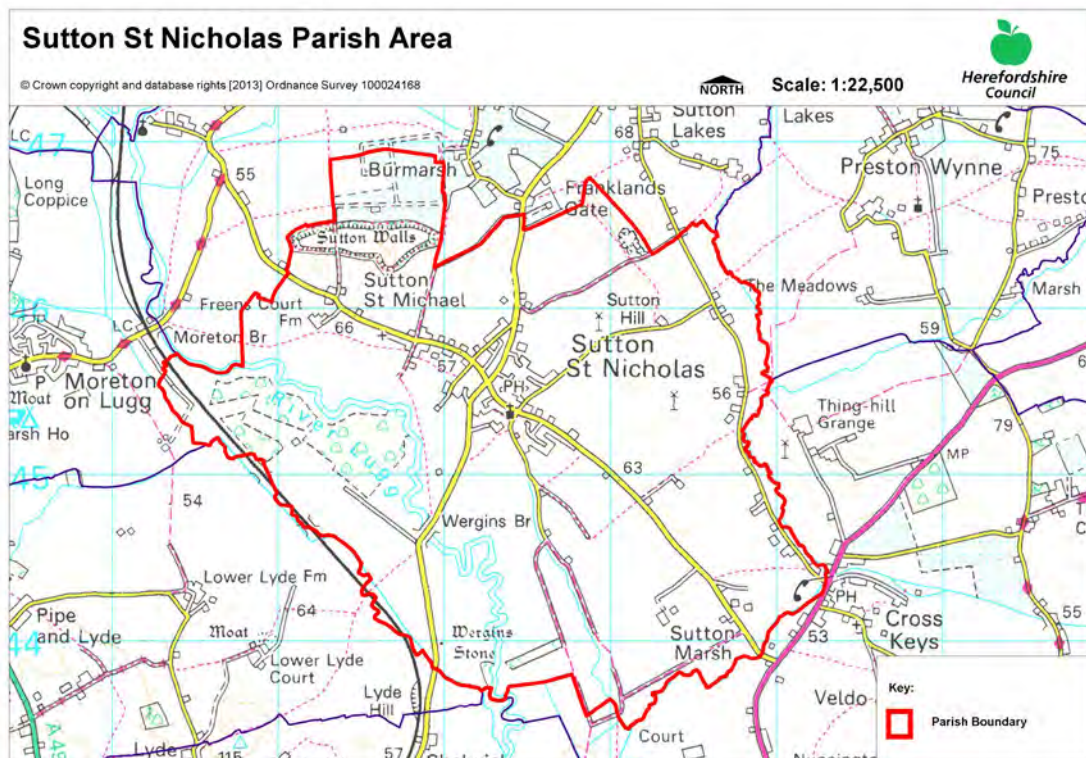 Sutton St Nicholas Parish Area
© Crown copyright and database rights [2013] Ordnance Survey 100024168
NORTH
Scale: 1:22,500
Herefordshire
Council
LC
47
Long
Coppice
55
Burmarsh
68
Sutton
Lakes
Lakes
Preston Wynne
75
Franklands
Gate
Sutton Walls
Sutton
St Michael
Freens Court
Fm
66
LC
Moreton Br
Sutton
Hill
The Meadows
Marsh
59
P
Moreton
on Lugg
Moat
arsh Ho
57
PH
Sutton
St Nicholas
56
River Lugg
Thing-hill
Grange
79
MP
45
54
63
Wergins Br
Lower Lyde Fm
64
Pipe
and Lyde
Moat
Lower Lyde
Court
44
Wergins
Stone
Sutton
Marsh
PH
53
Cross
Keys
55
Lyde
Hill
57
Court
Veldo
A 49
Lyde
115
Key:
Parish Boundary